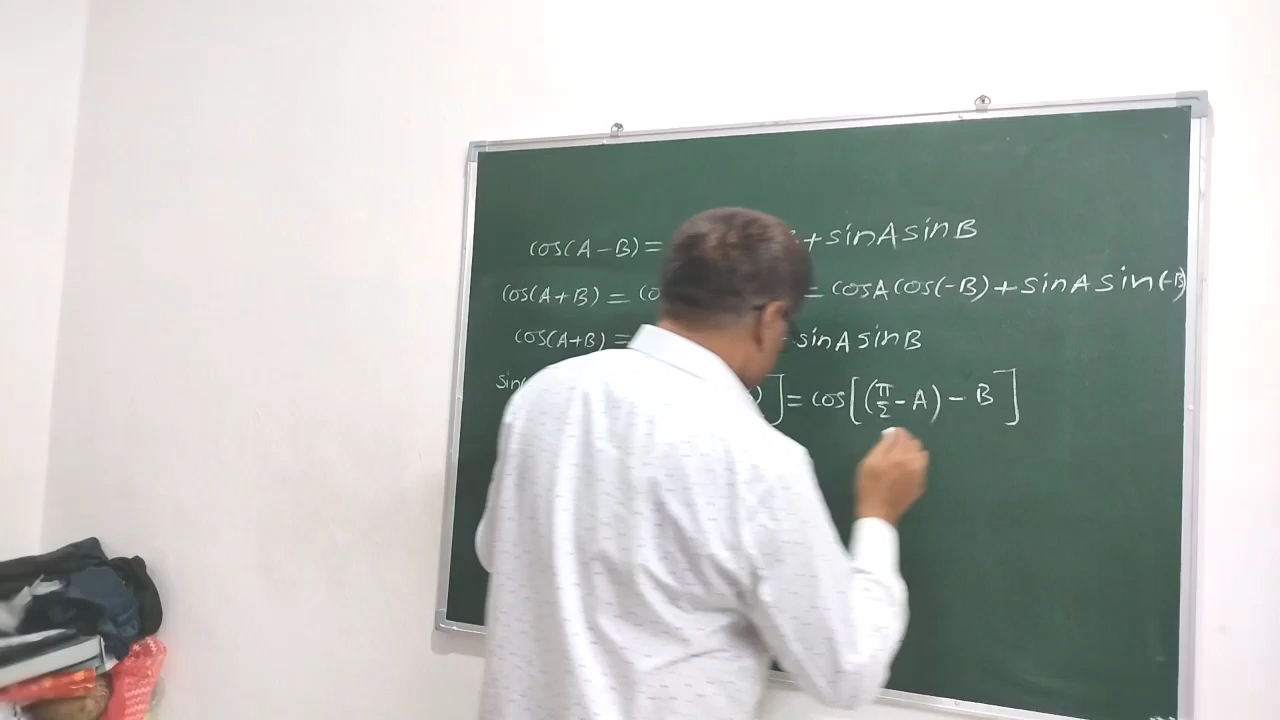 cos(A-B)= +sinAsinB
cos(A+B) = = cosAcos(-B)+sinAsin(-B)
cos(A+B) = sinAsinB
] = cos[(π/2-A)-B]